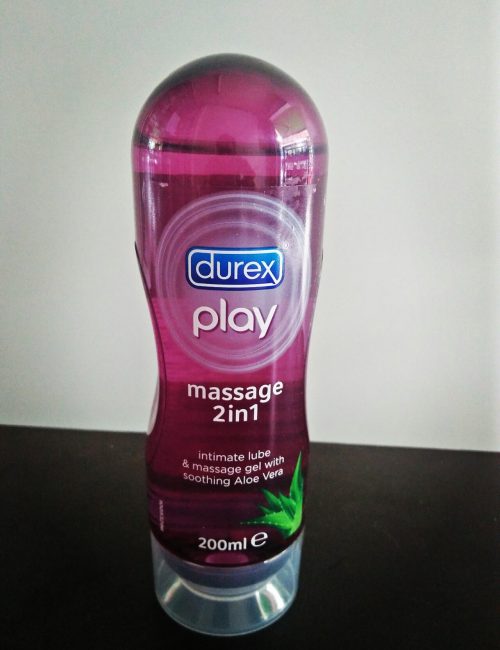 durex
play
massage
2in1
intimate lube
& massage gel with
soothing Aloe Vera
200ml e